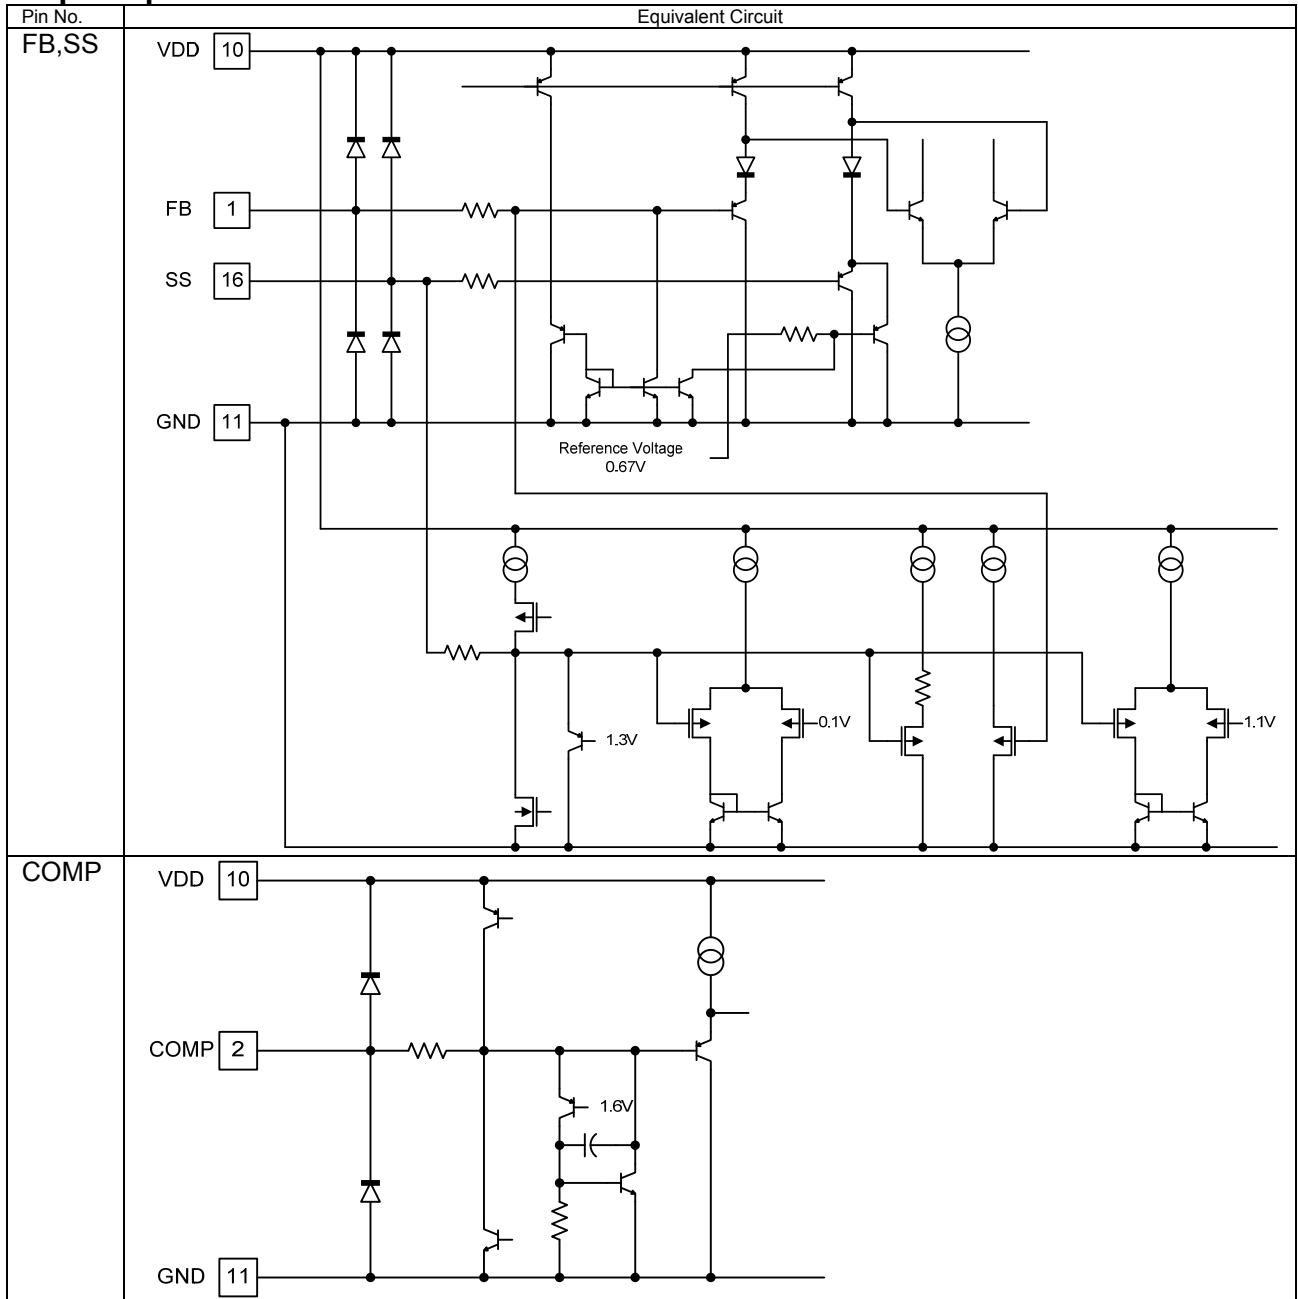 Pin No. Equivalent Circuit
FB,SS
VDD 10
FB 1
SS 16
GND 11
Reference Voltage
0.67V
1.3V
0.1V
1.1V
COMP
VDD 10
COMP 2
1.6V
GND 11